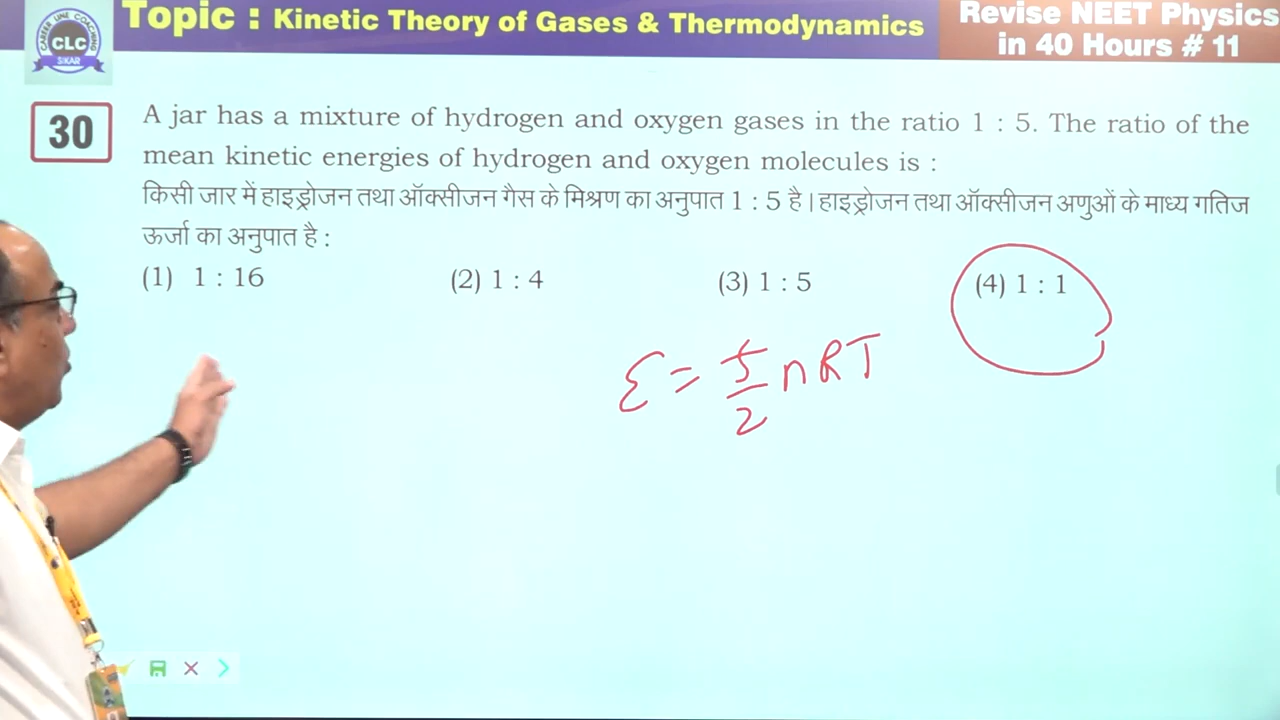 Topic : Kinetic Theory of Gases & Thermodynamics
Revise NEET Physics
in 40 Hours # 11
CAREER LINE COACHING
CLC
SIKAR
30
A jar has a mixture of hydrogen and oxygen gases in the ratio 1 : 5. The ratio of the
mean kinetic energies of hydrogen and oxygen molecules is :
किसी जार में हाइड्रोजन तथा ऑक्सीजन गैस के मिश्रण का अनुपात 1 : 5 है। हाइड्रोजन तथा ऑक्सीजन अणुओं के माध्य गतिज
ऊर्जा का अनुपात है :
(1) 1 : 16
(2) 1 : 4
(3) 1 : 5
(4) 1 : 1
E = 5/2 nRT